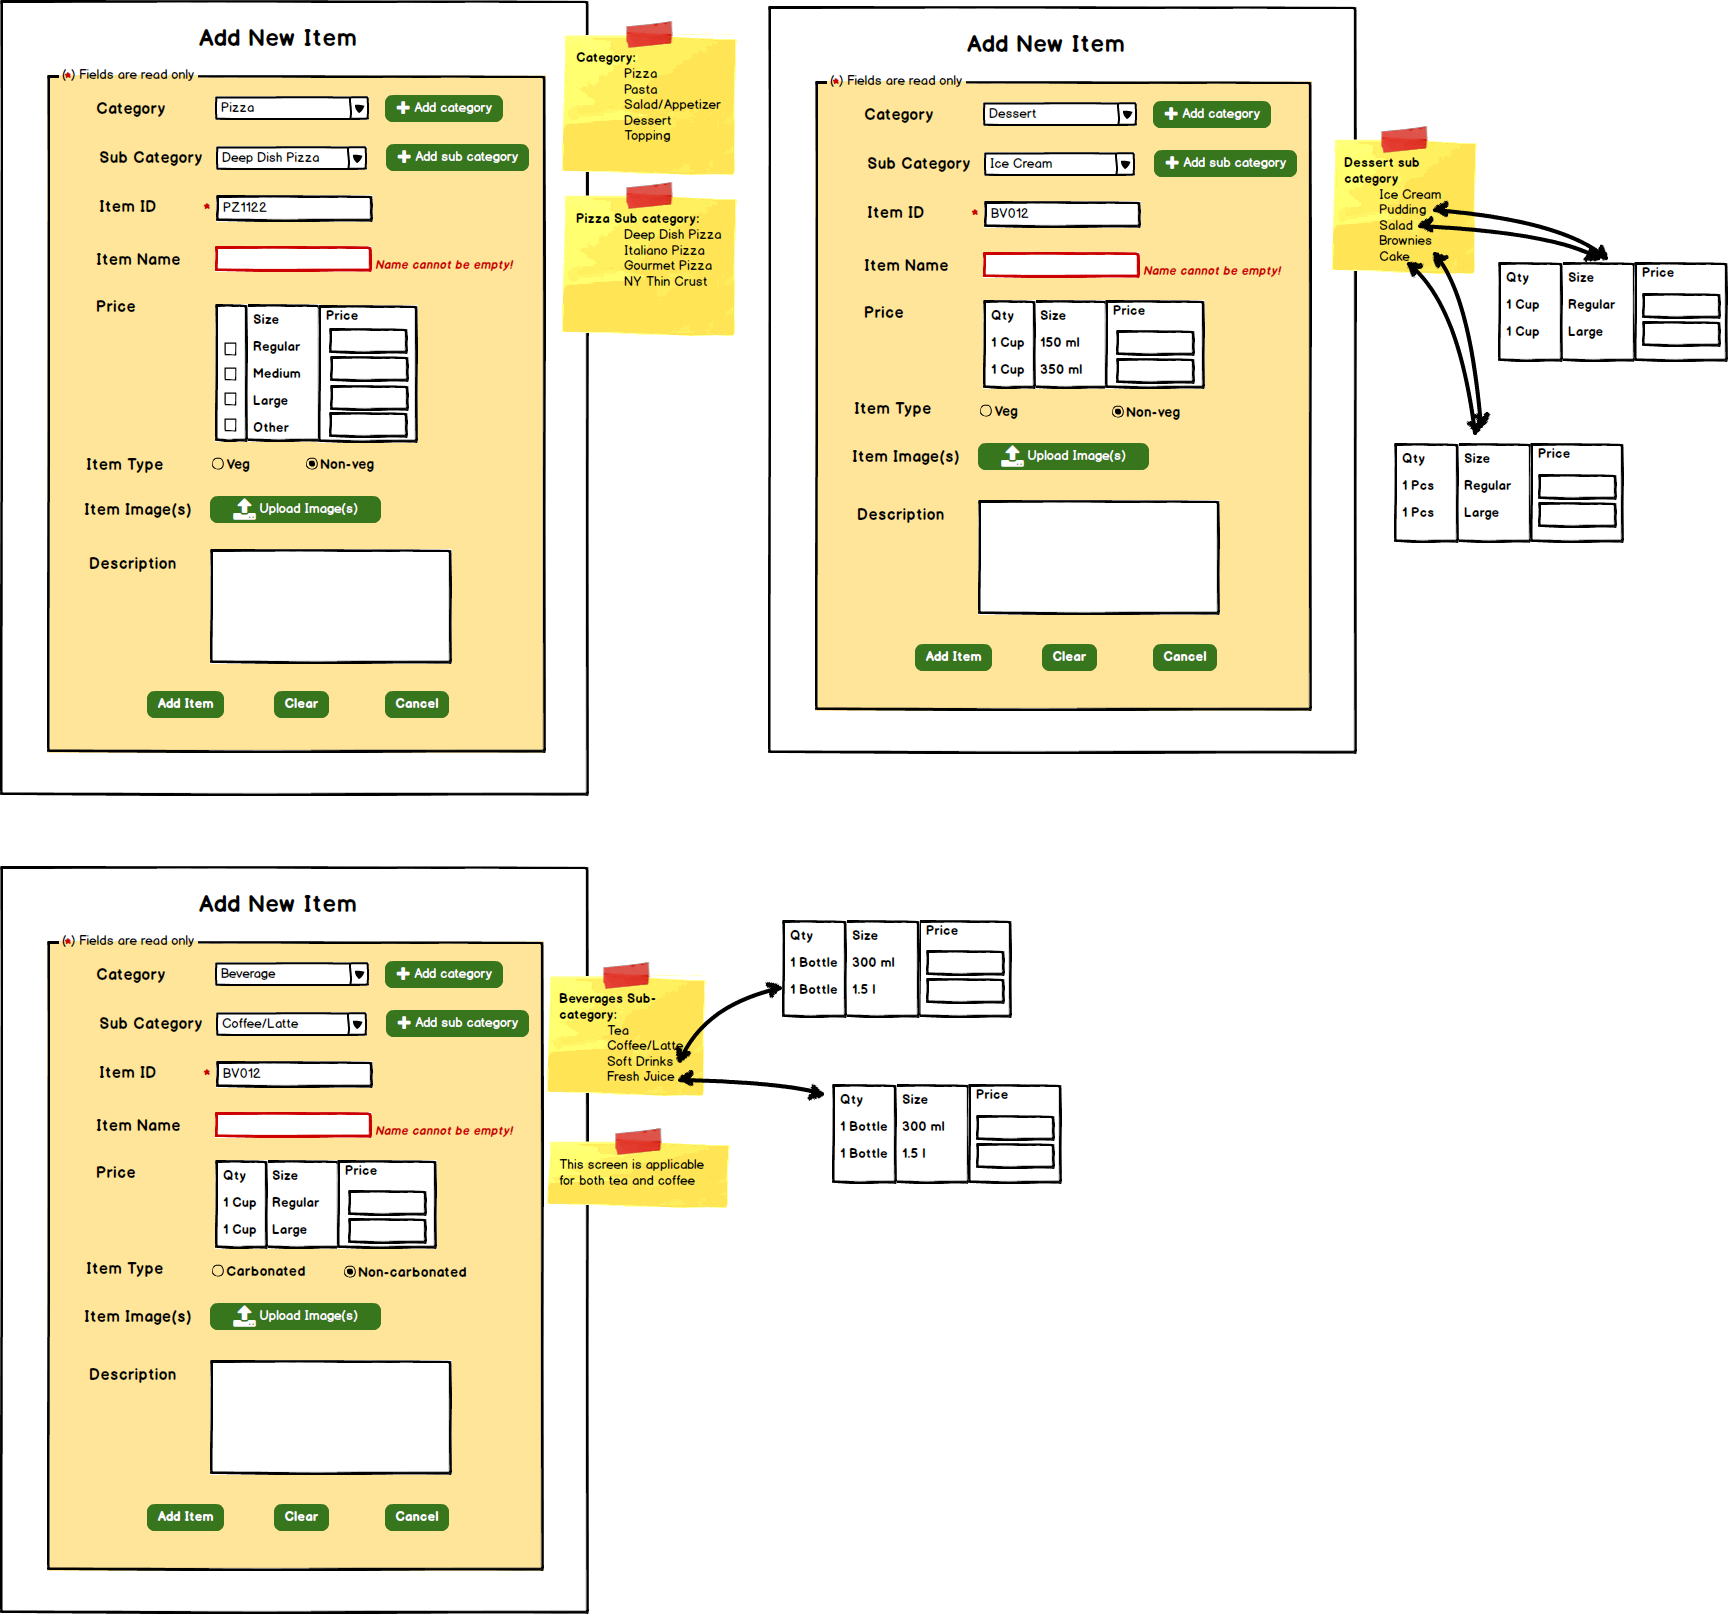 Add New Item
(*) Fields are read only
Category
Pizza
Add category
Sub Category
Deep Dish Pizza
Add sub category
Item ID
*
PZ1122
Item Name
Name cannot be empty!
Price
Size
Price
Regular
Medium
Large
Other
Item Type
Veg
Non-veg
Item Image(s)
Upload Image(s)
Description
Add Item
Clear
Cancel
Category:
Pizza
Pasta
Salad/Appetizer
Dessert
Topping
Pizza Sub category:
Deep Dish Pizza
Italiano Pizza
Gourmet Pizza
NY Thin Crust
Add New Item
(*) Fields are read only
Category
Dessert
Add category
Sub Category
Ice Cream
Add sub category
Item ID
*
BV012
Item Name
Name cannot be empty!
Price
Qty Size Price
1 Cup 150 ml
1 Cup 350 ml
Item Type
Veg
Non-veg
Item Image(s)
Upload Image(s)
Description
Add Item
Clear
Cancel
Dessert sub
category
Ice Cream
Pudding
Salad
Brownies
Cake
Qty Size Price
1 Cup Regular
1 Cup Large
Qty Size Price
1 Pcs Regular
1 Pcs Large
Add New Item
(*) Fields are read only
Category
Beverage
Add category
Sub Category
Coffee/Latte
Add sub category
Item ID
*
BV012
Item Name
Name cannot be empty!
Price
Qty Size Price
1 Cup Regular
1 Cup Large
Item Type
Carbonated
Non-carbonated
Item Image(s)
Upload Image(s)
Description
Add Item
Clear
Cancel
Beverages Sub-
category:
Tea
Coffee/Latte
Soft Drinks
Fresh Juice
This screen is applicable
for both tea and coffee
Qty Size Price
1 Bottle 300 ml
1 Bottle 1.5 l
Qty Size Price
1 Bottle 300 ml
1 Bottle 1.5 l